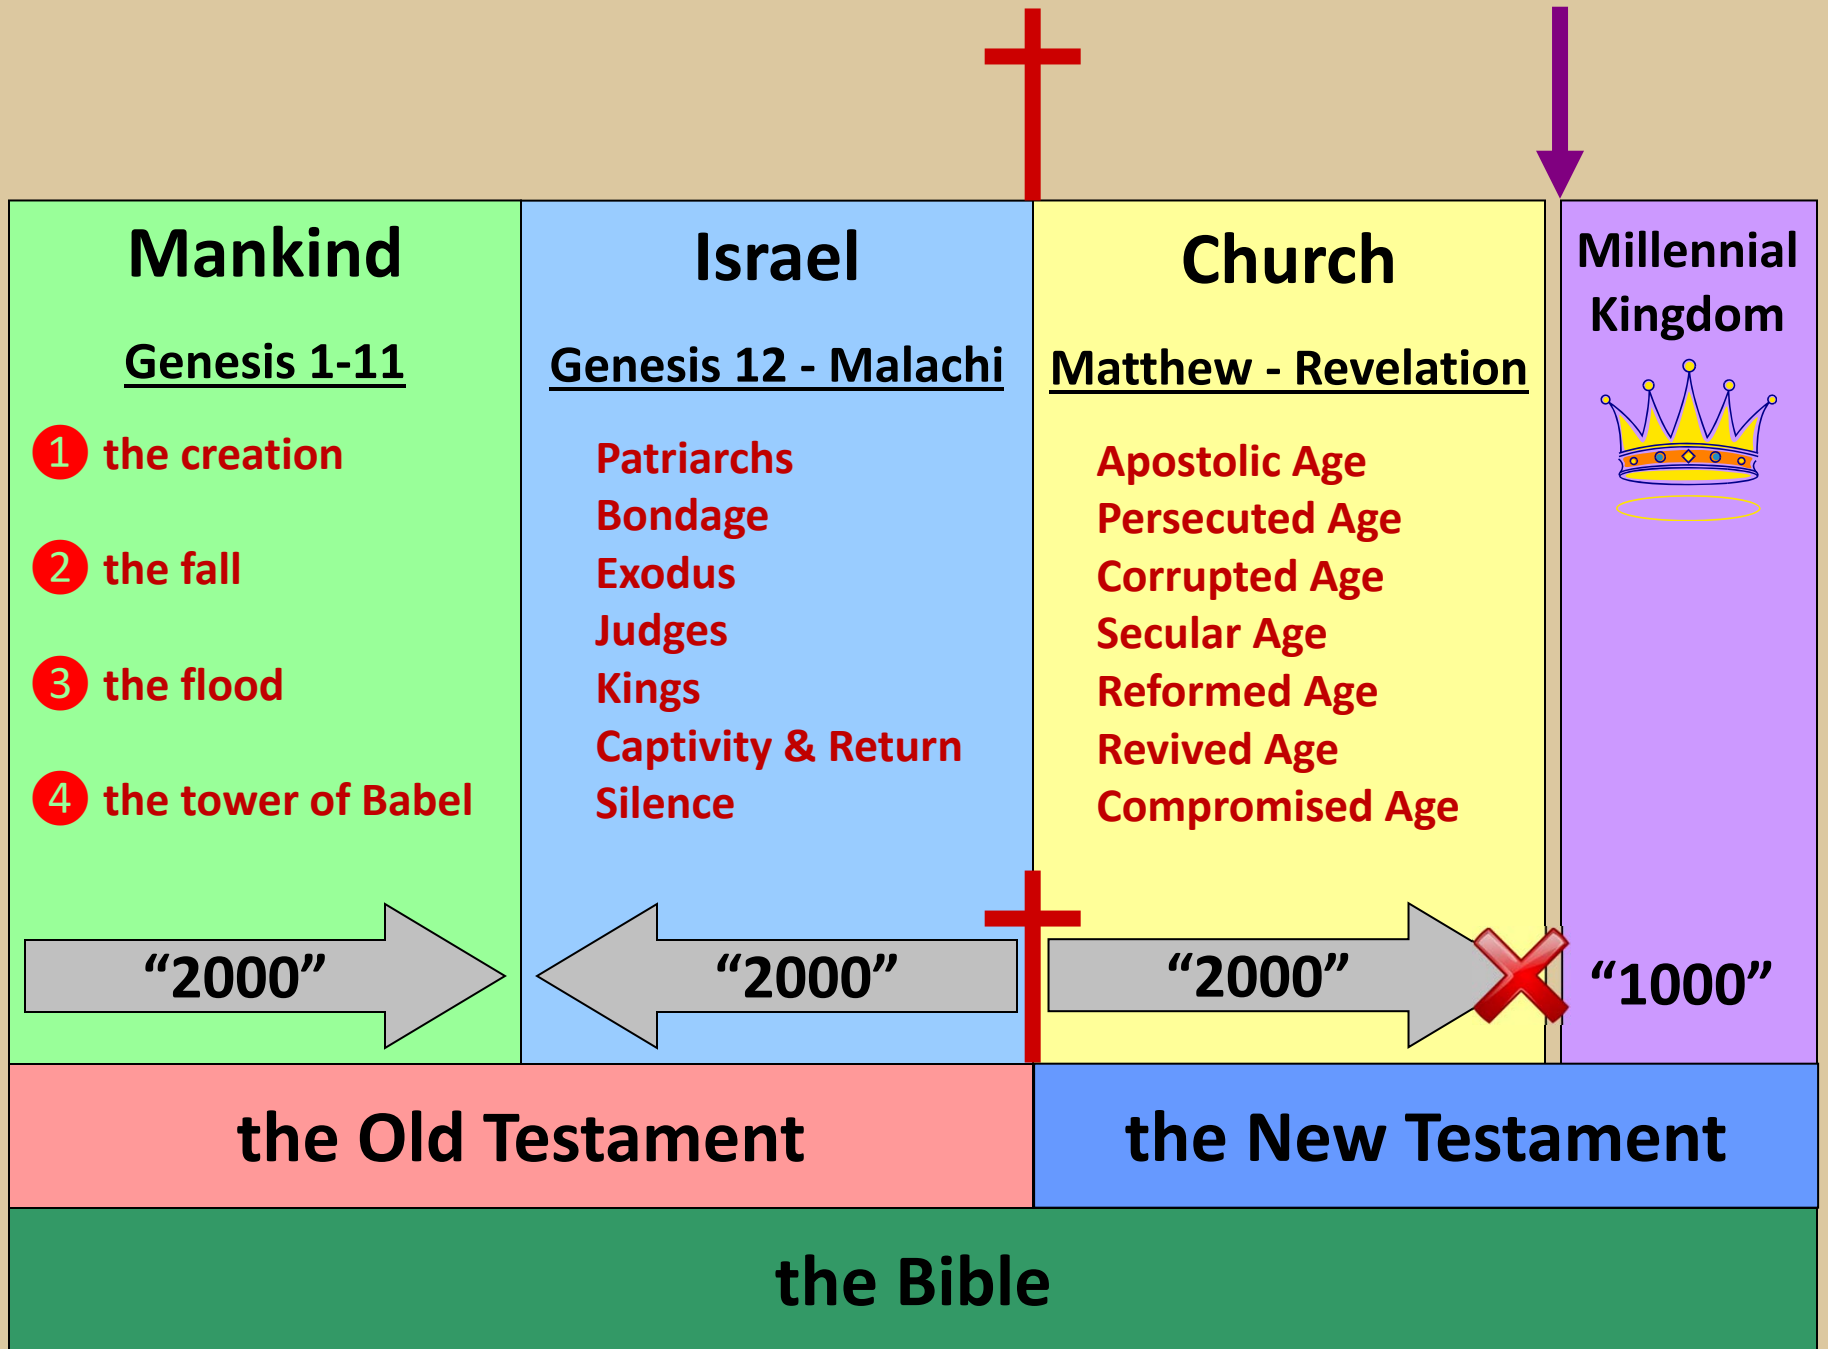 Mankind
Genesis 1-11
1 the creation
2 the fall
3 the flood
4 the tower of Babel
“2000”
Israel
Genesis 12 - Malachi
Patriarchs
Bondage
Exodus
Judges
Kings
Captivity & Return
Silence
“2000”
Church
Matthew - Revelation
Apostolic Age
Persecuted Age
Corrupted Age
Secular Age
Reformed Age
Revived Age
Compromised Age
“2000”
Millennial
Kingdom
“1000”
the Old Testament
the New Testament
the Bible